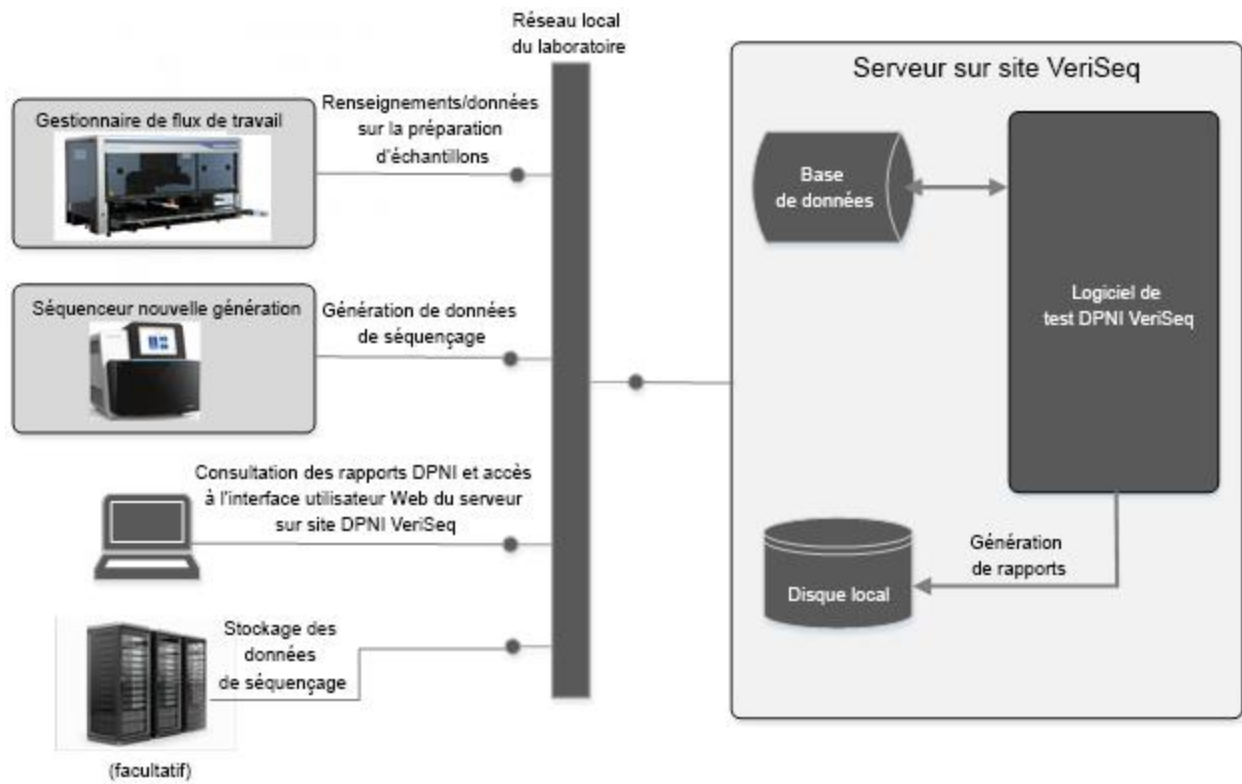 Réseau local
du laboratoire
Serveur sur site VeriSeq
Gestionnaire de flux de travail
Renseignements/données
sur la préparation
d'échantillons
Base
de données
Logiciel de
test DPNI VeriSeq
Séquenceur nouvelle génération
Génération de données
de séquençage
Consultation des rapports DPNI et accès
à l'interface utilisateur Web du serveur
sur site DPNI VeriSeq
Génération
de rapports
Disque local
Stockage des
données
de séquençage
(facultatif)